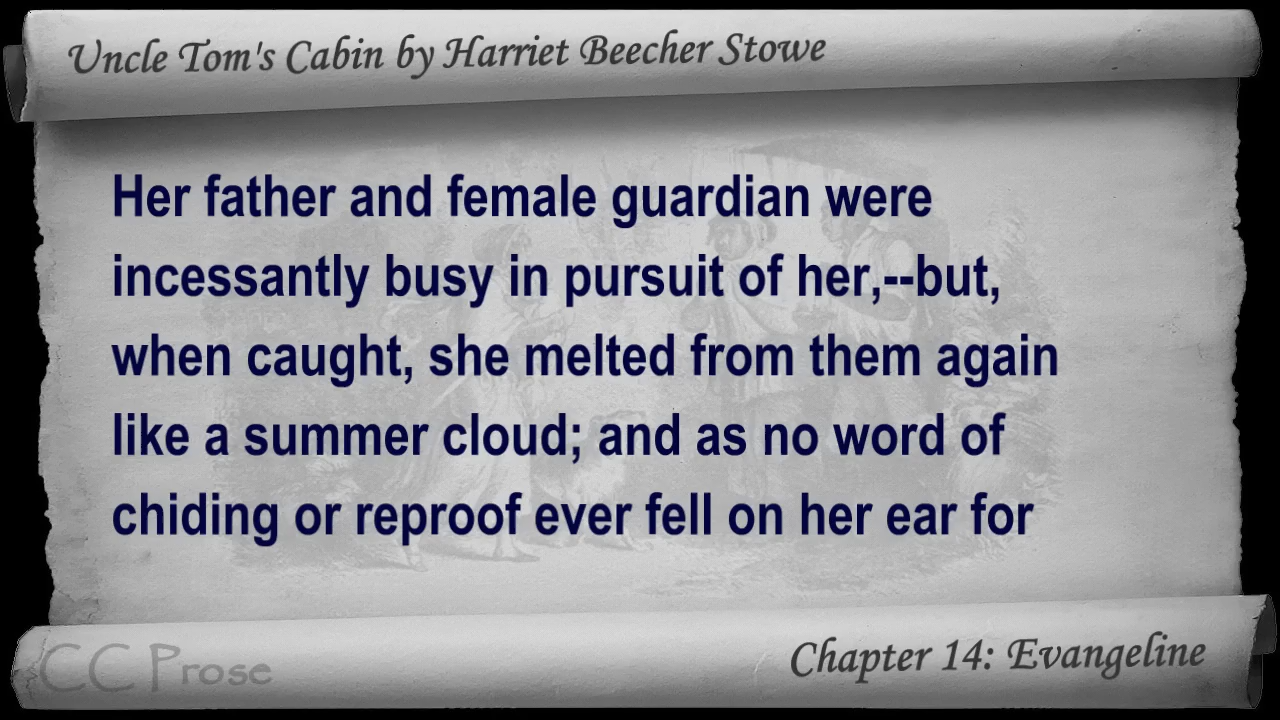 Uncle Tom's Cabin by Harriet Beecher Stowe
Her father and female guardian were
incessantly busy in pursuit of her,--but,
when caught, she melted from them again
like a summer cloud; and as no word of
chiding or reproof ever fell on her ear for
CC Prose
Chapter 14: Evangeline